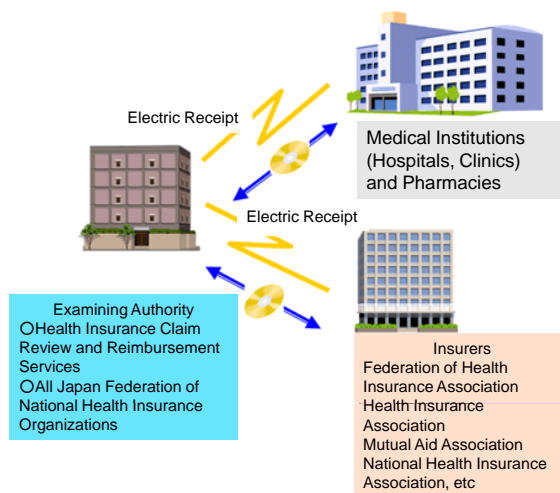 Electric Receipt
Medical Institutions
(Hospitals, Clinics)
and Pharmacies
Electric Receipt
Examining Authority
○Health Insurance Claim
Review and Reimbursement
Services
○All Japan Federation of
National Health Insurance
Organizations
Insurers
Federation of Health
Insurance Association
Health Insurance
Association
Mutual Aid Association
National Health Insurance
Association, etc